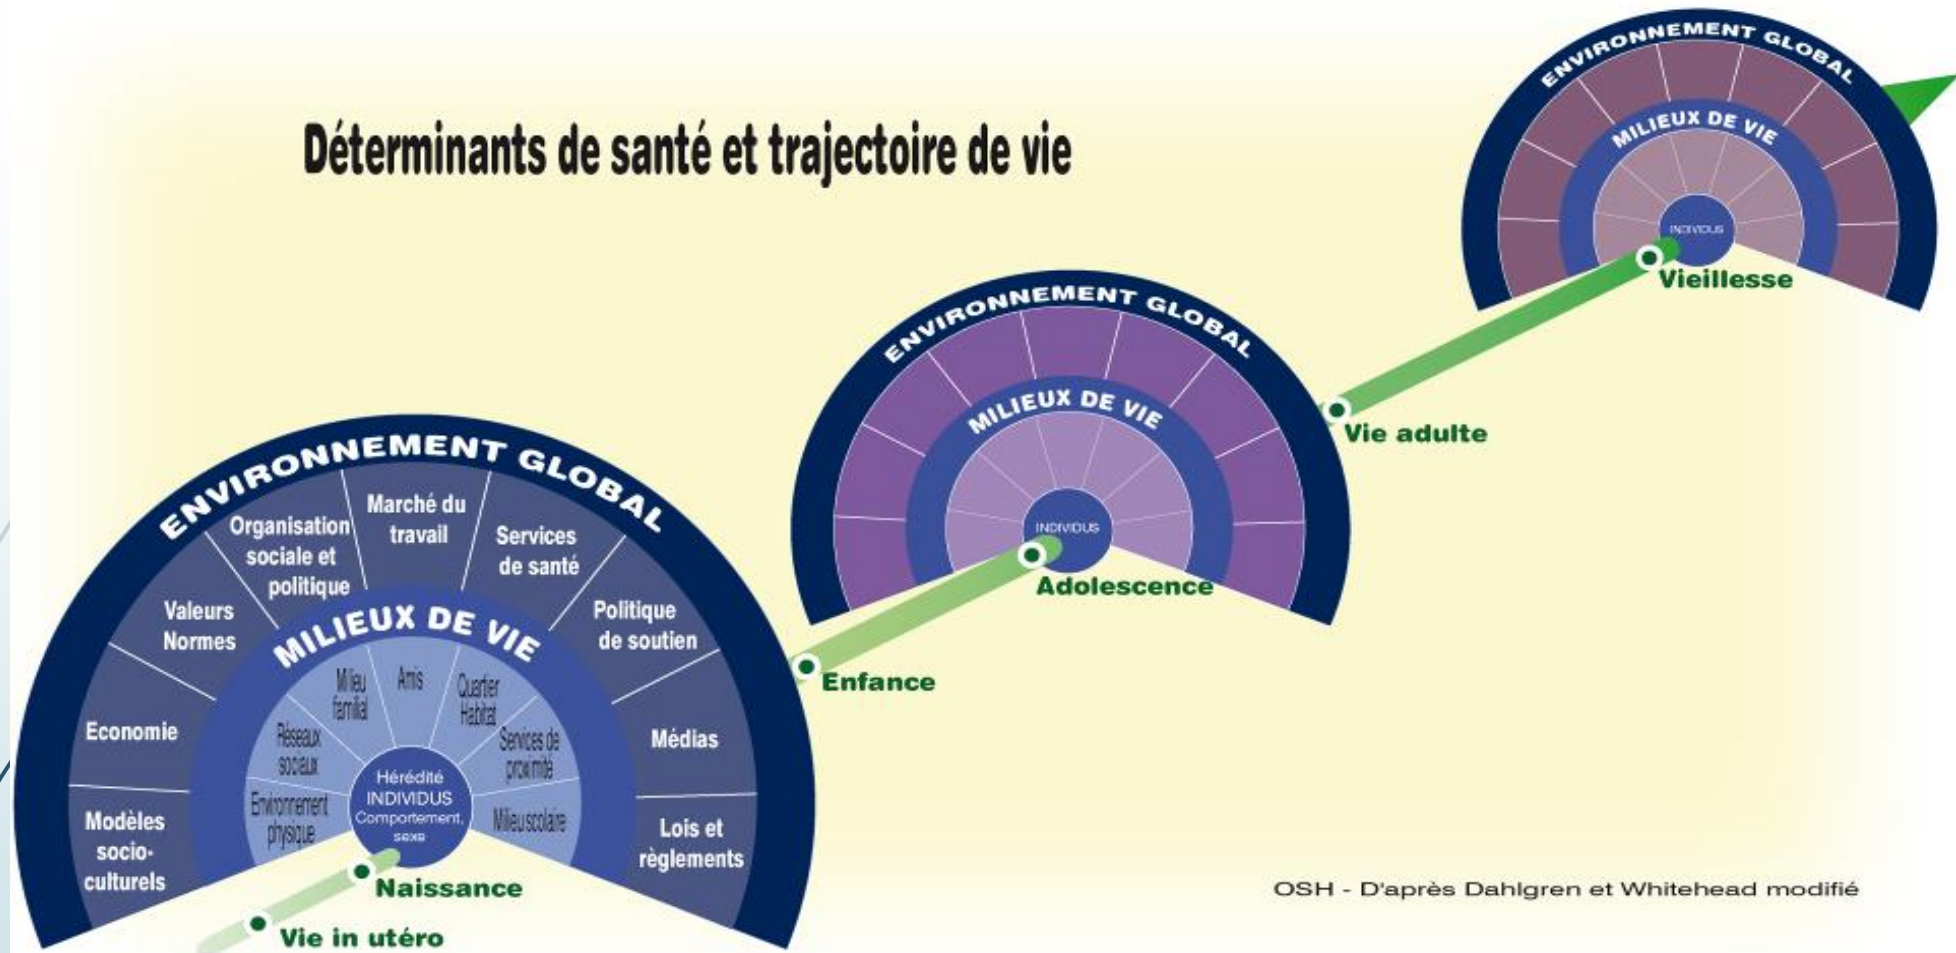 Déterminants de santé et trajectoire de vie
ENVIRONNEMENT GLOBAL
Modèles
socio-
culturels
Economie
Valeurs
Normes
Organisation
sociale et
politique
Marché du
travail
Services
de santé
Politique
de soutien
Médias
Lois et
règlements
MILIEUX DE VIE
Environnement
physique
Réseaux
sociaux
Milieu
familial
Amis
Quartier
Habitat
Services de
proximité
Milieu scolaire
Hérédité
INDIVIDUS
Comportement,
sexe
Vie in utéro
Naissance
Enfance
ENVIRONNEMENT GLOBAL
MILIEUX DE VIE
INDIVIDUS
Adolescence
Vie adulte
ENVIRONNEMENT GLOBAL
MILIEUX DE VIE
INDIVIDUS
Vieillesse
OSH - D'après Dahlgren et Whitehead modifié